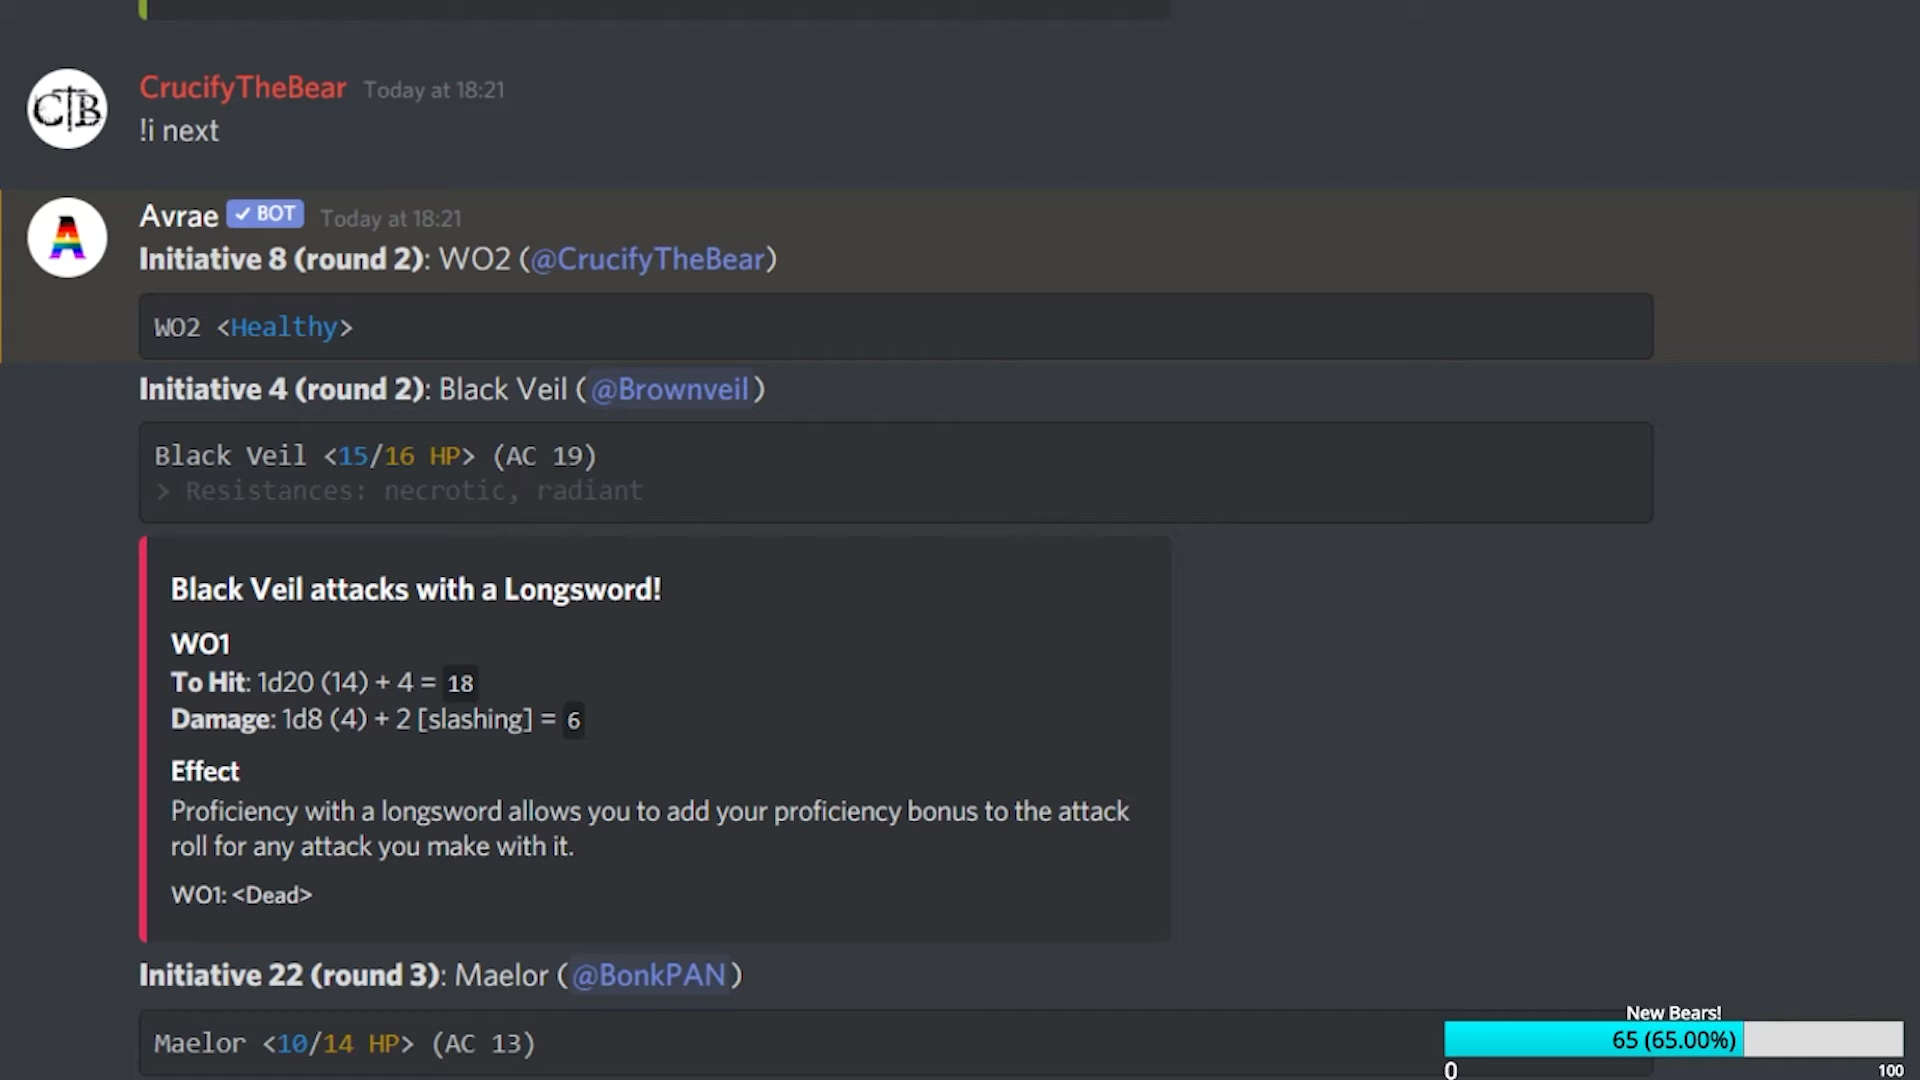 CTB
CrucifyTheBear Today at 18:21
!i next
A
Avrae ✓ BOT Today at 18:21
Initiative 8 (round 2): WO2 (@CrucifyTheBear)
WO2 <Healthy>
Initiative 4 (round 2): Black Veil (@Brownveil)
Black Veil <15/16 HP> (AC 19)
> Resistances: necrotic, radiant
Black Veil attacks with a Longsword!
WO1
To Hit: 1d20 (14) + 4 = 18
Damage: 1d8 (4) + 2 [slashing] = 6
Effect
Proficiency with a longsword allows you to add your proficiency bonus to the attack
roll for any attack you make with it.
WO1: <Dead>
Initiative 22 (round 3): Maelor (@BonkPAN)
Maelor <10/14 HP> (AC 13)
New Bears!
65 (65.00%)
0 100